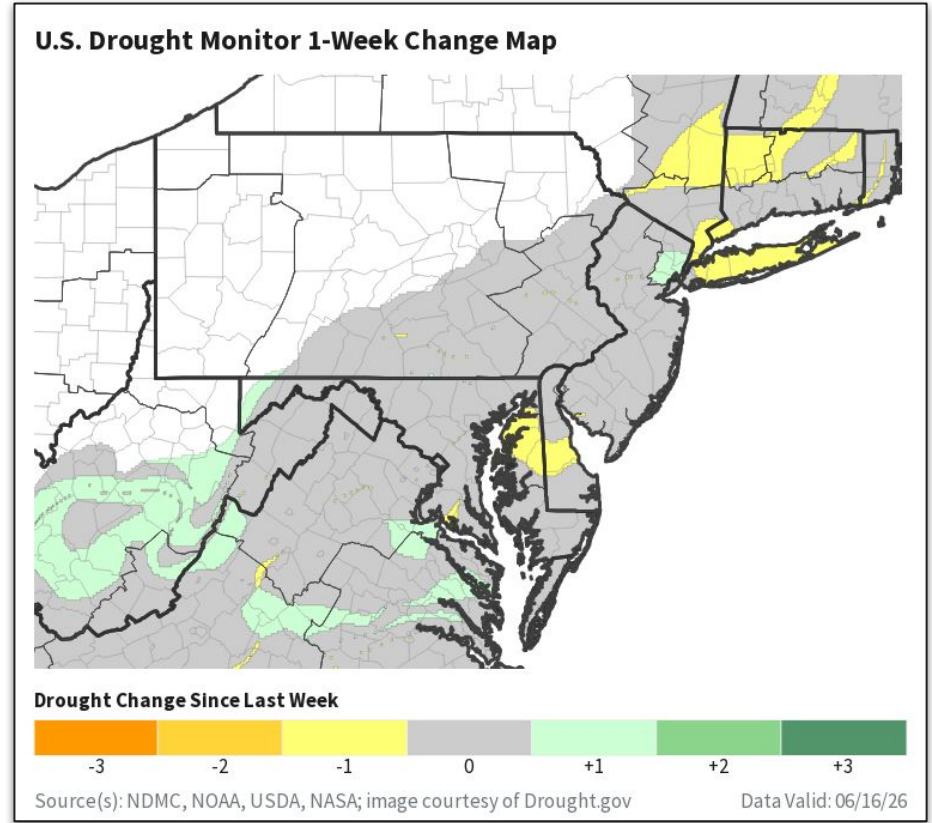 U.S. Drought Monitor 1-Week Change Map
Drought Change Since Last Week
-3 -2 -1 0 +1 +2 +3
Source(s): NDMC, NOAA, USDA, NASA; image courtesy of Drought.gov Data Valid: 06/16/26